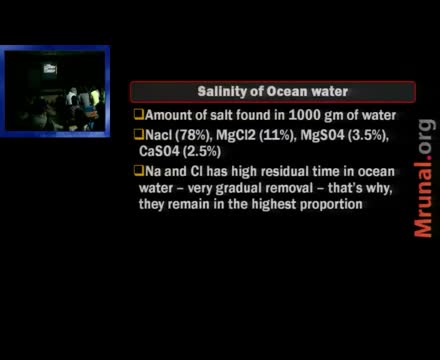 Salinity of Ocean water
Amount of salt found in 1000 gm of water
Nacl (78%), MgCl2 (11%), MgSO4 (3.5%),
CaSO4 (2.5%)
Na and Cl has high residual time in ocean
water – very gradual removal – that's why,
they remain in the highest proportion
Mrunal.org